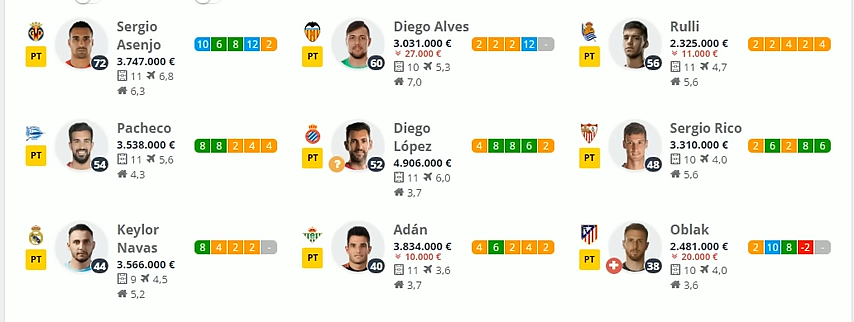 Sergio
Asenjo
PT
72
3.747.000 €
11 6,8
6,3
10 6 8 12 2
Diego Alves
PT
60
3.031.000 €
27.000 €
10 5,3
7,0
2 2 2 12 -
Rulli
PT
56
2.325.000 €
11.000 €
11 4,7
5,6
2 2 4 2 4
Pacheco
PT
54
3.538.000 €
11 5,6
4,3
8 8 2 4 4
Diego
López
PT
?
52
4.906.000 €
11 6,0
3,7
4 8 8 6 2
Sergio Rico
PT
48
3.310.000 €
11 4,0
5,6
2 6 2 8 6
Keylor
Navas
PT
44
3.566.000 €
9 4,5
5,2
8 4 2 2 -
Adán
PT
40
3.834.000 €
10.000 €
11 3,6
3,7
4 6 2 4 2
Oblak
PT
38
2.481.000 €
20.000 €
10 4,0
3,6
2 10 8 -2 -